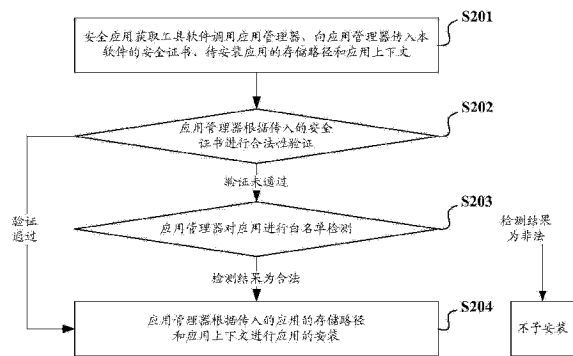 S201
安全应用获取工具软件调用应用管理器、向应用管理器传入本
软件的安全证书、待安装应用的存储路径和应用上下文
S202
应用管理器根据传入的安全
证书进行合法性验证
验证未通过
验证
通过
S203
应用管理器对应用进行白名单检测
检测结果
为非法
检测结果为合法
S204
应用管理器根据传入的应用的存储路径
和应用上下文进行应用的安装
不予安装